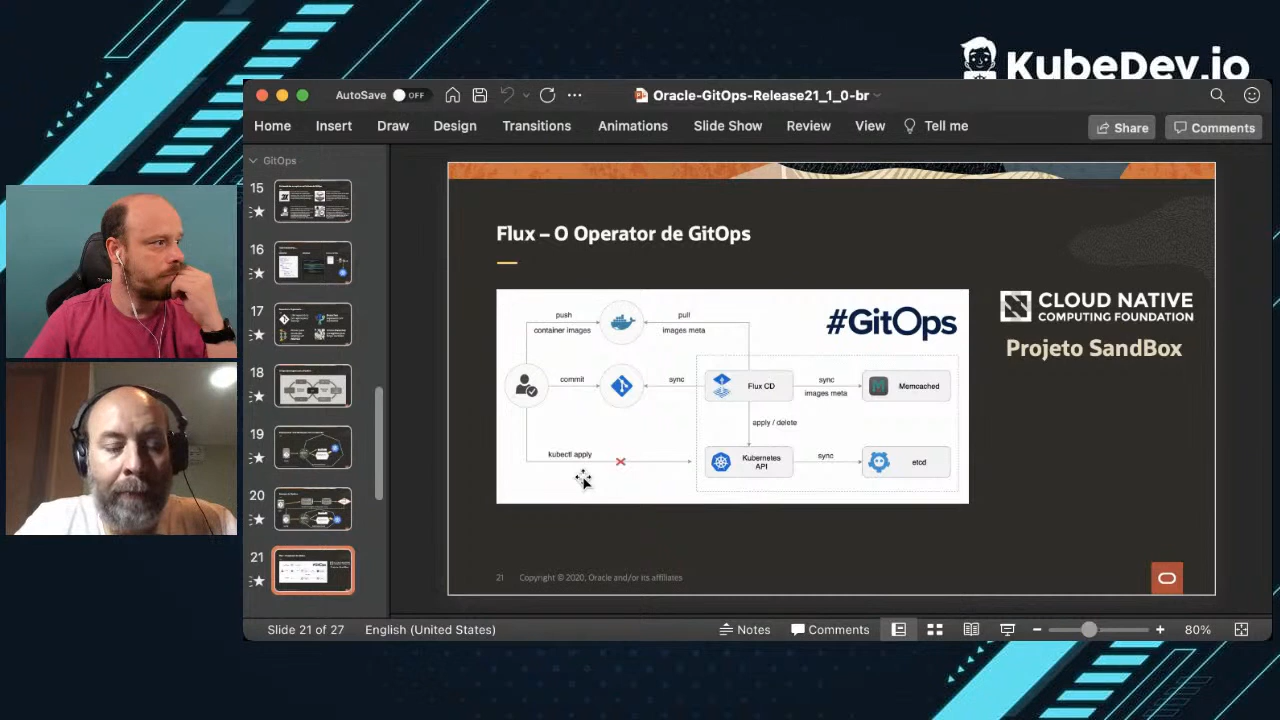 KubeDev.io
AutoSave OFF
Oracle-GitOps-Release21_1_0-br
Home Insert Draw Design Transitions Animations Slide Show Review View Tell me
Share Comments
GitOps
15
16
17
18
19
20
21
Flux – O Operator de GitOps
#GitOps
push
container images
pull
images meta
commit
sync
Flux CD
sync
images meta
Memcached
apply / delete
kubectl apply
Kubernetes
API
sync
etcd
CLOUD NATIVE
COMPUTING FOUNDATION
Projeto SandBox
21 Copyright © 2020, Oracle and/or its affiliates
Slide 21 of 27 English (United States) Notes Comments 80%